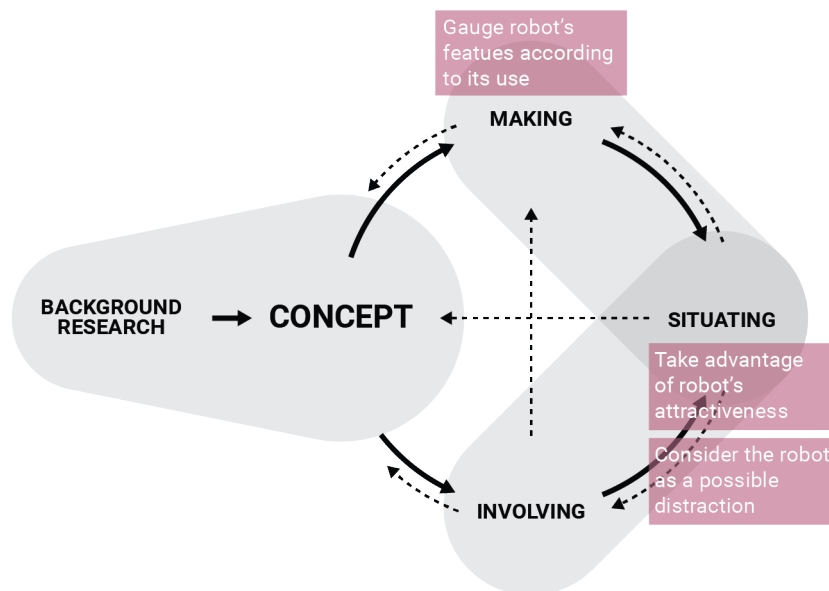 Gauge robot's
featues according
to its use
MAKING
BACKGROUND
RESEARCH
CONCEPT
SITUATING
Take advantage
of robot's
attractiveness
Consider the robot
as a possible
distraction
INVOLVING